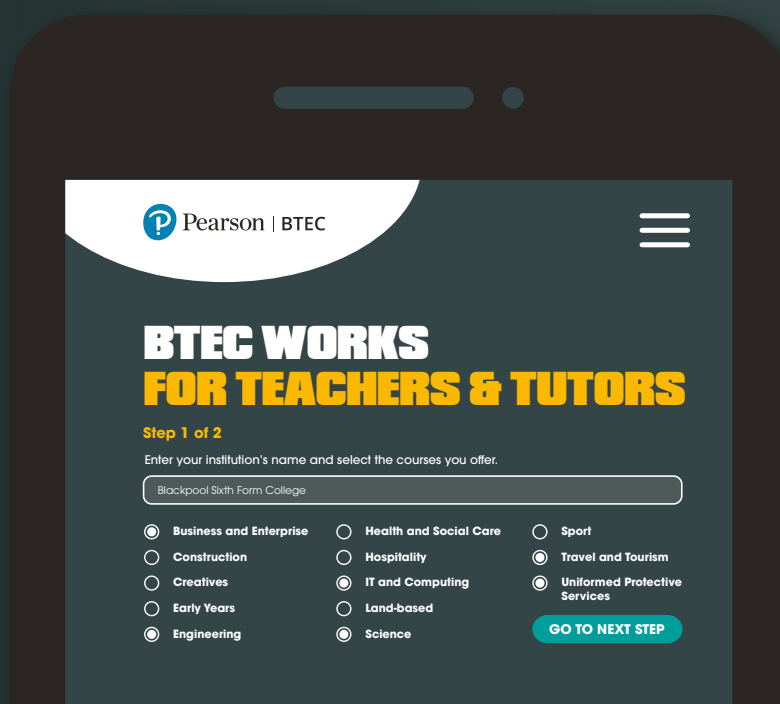 Pearson | BTEC
BTEC WORKS
FOR TEACHERS & TUTORS
Step 1 of 2
Enter your institution's name and select the courses you offer.
Blackpool Sixth Form College
Business and Enterprise
Construction
Creatives
Early Years
Engineering
Health and Social Care
Hospitality
IT and Computing
Land-based
Science
Sport
Travel and Tourism
Uniformed Protective
Services
GO TO NEXT STEP